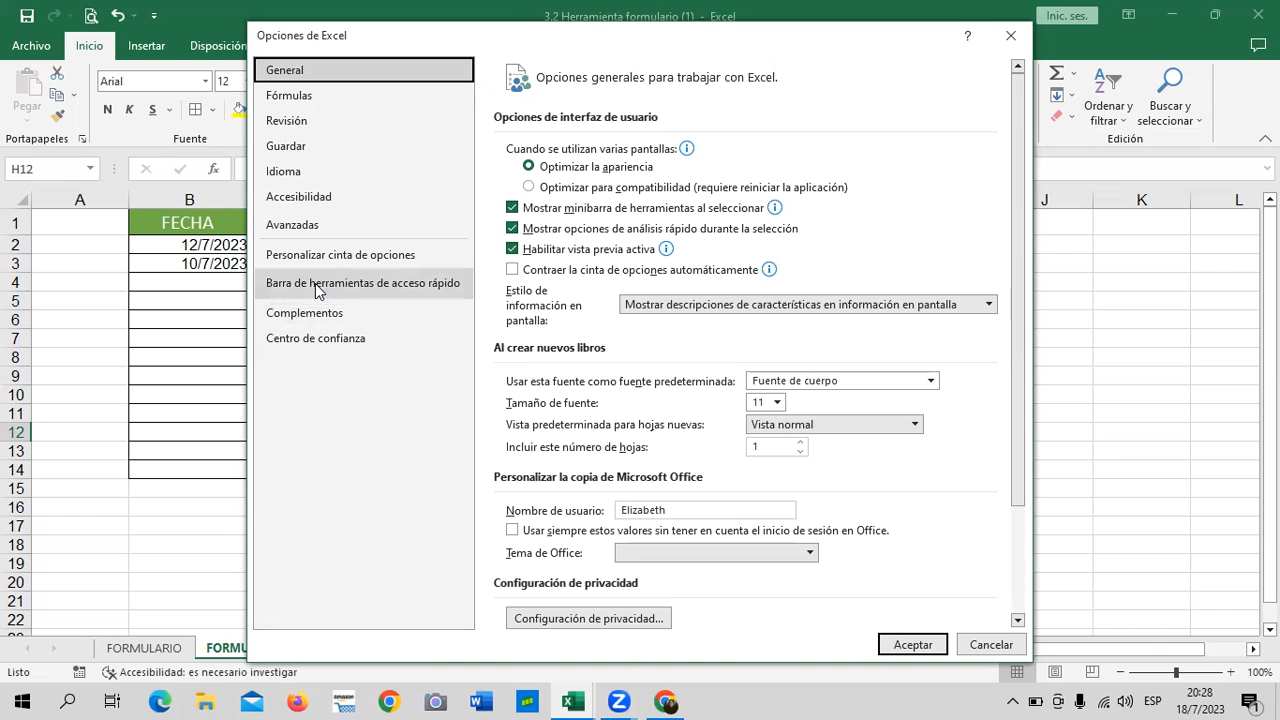 3.2 Herramienta formulario (1) - Excel
Inic. ses.
Archivo
Inicio
Insertar
Disposición
Pegar
Portapapeles
Arial
12
N
K
S
Fuente
Σ
Ordenar y
filtrar
Buscar y
seleccionar
Edición
H12
fx
A
B
J
K
L
1
2
3
4
5
6
7
8
9
10
11
12
13
14
15
16
17
18
19
20
21
22
FECHA
12/7/2023
10/7/2023
Opciones de Excel
?
General
Fórmulas
Revisión
Guardar
Idioma
Accesibilidad
Avanzadas
Personalizar cinta de opciones
Barra de herramientas de acceso rápido
Complementos
Centro de confianza
Opciones generales para trabajar con Excel.
Opciones de interfaz de usuario
Cuando se utilizan varias pantallas:
Optimizar la apariencia
Optimizar para compatibilidad (requiere reiniciar la aplicación)
Mostrar minibarra de herramientas al seleccionar
Mostrar opciones de análisis rápido durante la selección
Habilitar vista previa activa
Contraer la cinta de opciones automáticamente
Estilo de
información en
pantalla:
Mostrar descripciones de características en información en pantalla
Al crear nuevos libros
Usar esta fuente como fuente predeterminada:
Fuente de cuerpo
Tamaño de fuente:
11
Vista predeterminada para hojas nuevas:
Vista normal
Incluir este número de hojas:
1
Personalizar la copia de Microsoft Office
Nombre de usuario:
Elizabeth
Usar siempre estos valores sin tener en cuenta el inicio de sesión en Office.
Tema de Office:
Configuración de privacidad
Configuración de privacidad...
Aceptar
Cancelar
FORMULARIO
Listo
Accesibilidad: es necesario investigar
100%
ESP
20:28
18/7/2023